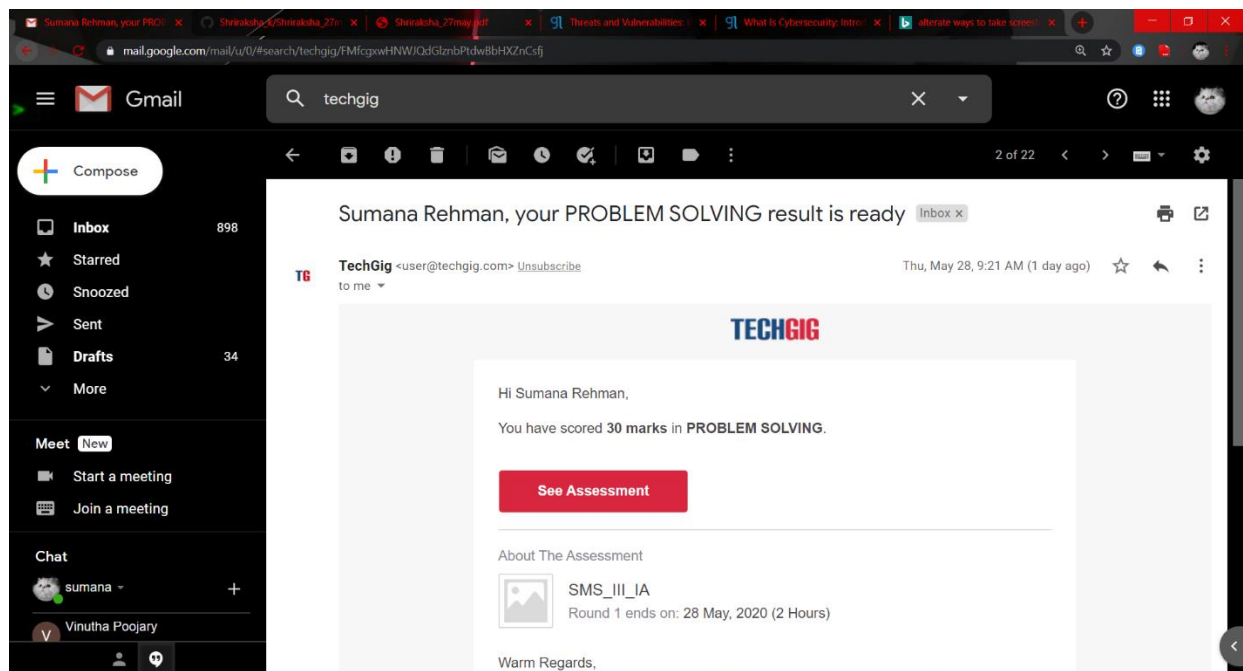 Sumana Rehman, your PROB
Shriraksha_k/Shriraksha_27m
Shriraksha_27may.pdf
Threats and Vulnerabilities:
What Is Cybersecurity: Intro
alterate ways to take screens
mail.google.com/mail/u/0/#search/techgig/FMfcgxwHNWJQdGlznbPtdwBbHXZnCsfj
Gmail
techgig
Compose
2 of 22
Sumana Rehman, your PROBLEM SOLVING result is ready Inbox x
Inbox 898
Starred
Snoozed
Sent
Drafts 34
More
TechGig <user@techgig.com> Unsubscribe
Thu, May 28, 9:21 AM (1 day ago)
TG
to me
TECHGIG
Hi Sumana Rehman,
You have scored 30 marks in PROBLEM SOLVING.
See Assessment
Meet New
Start a meeting
Join a meeting
About The Assessment
SMS_III_IA
Round 1 ends on: 28 May, 2020 (2 Hours)
Warm Regards,
Chat
sumana
V
Vinutha Poojary